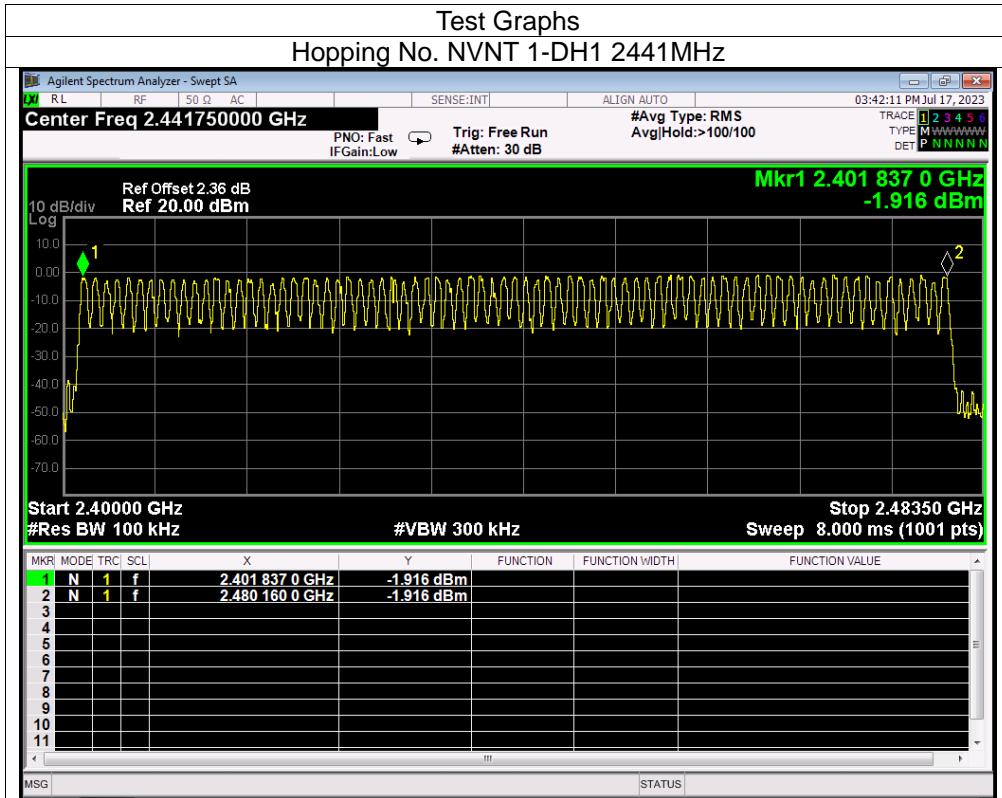 Test Graphs
Hopping No. NVNT 1-DH1 2441MHz
Agilent Spectrum Analyzer - Swept SA
LXI RL RF 50 Ω AC SENSE:INT ALIGN AUTO 03:42:11 PM Jul 17, 2023
Center Freq 2.441750000 GHz #Avg Type: RMS TRACE 1 2 3 4 5 6
PNO: Fast Trig: Free Run Avg|Hold:>100/100 TYPE M WWWWW
IFGain:Low #Atten: 30 dB DET P N N N N N
Mkr1 2.401 837 0 GHz
Ref Offset 2.36 dB
10 dB/div Ref 20.00 dBm -1.916 dBm
Log
10.0
1 2
0.00
-10.0
-20.0
-30.0
-40.0
-50.0
-60.0
-70.0
Start 2.40000 GHz Stop 2.48350 GHz
#Res BW 100 kHz #VBW 300 kHz Sweep 8.000 ms (1001 pts)
MKR MODE TRC SCL X Y FUNCTION FUNCTION WIDTH FUNCTION VALUE
1 N 1 f 2.401 837 0 GHz -1.916 dBm
2 N 1 f 2.480 160 0 GHz -1.916 dBm
3
4
5
6
7
8
9
10
11
MSG STATUS